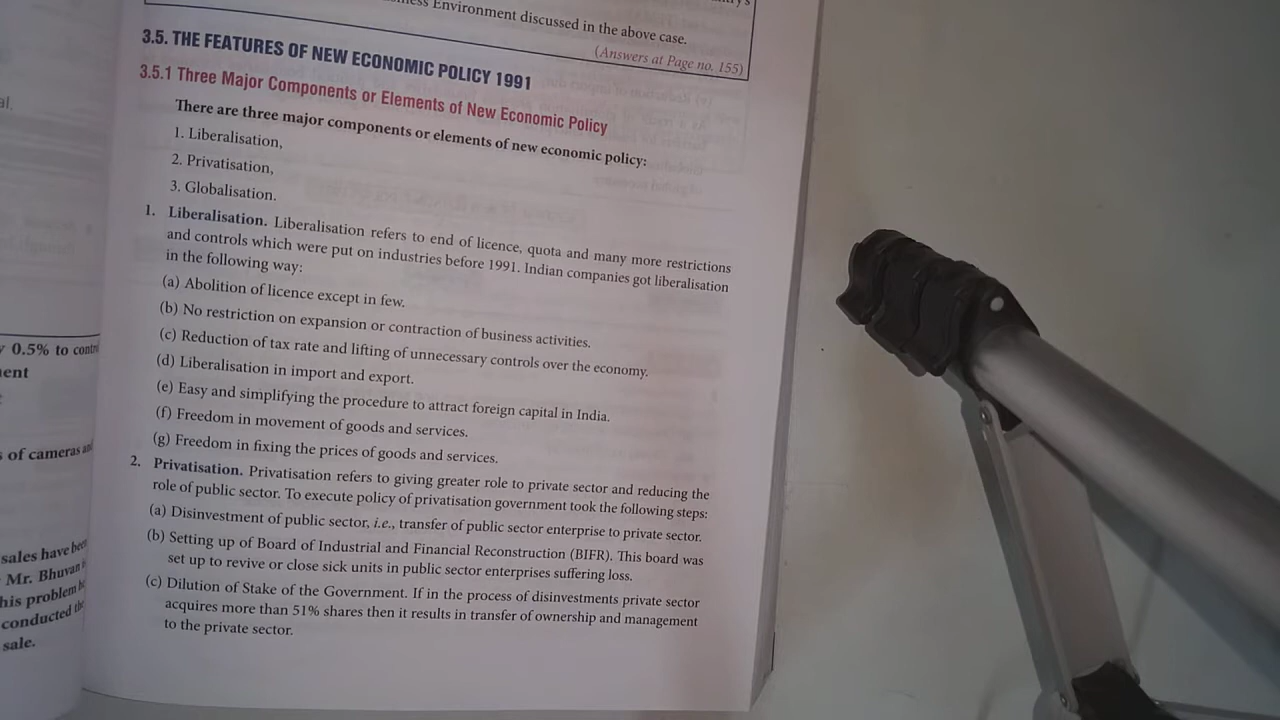 Environment discussed in the above case.
(Answers at Page no. 155)
3.5. THE FEATURES OF NEW ECONOMIC POLICY 1991
3.5.1 Three Major Components or Elements of New Economic Policy
There are three major components or elements of new economic policy:
1. Liberalisation,
2. Privatisation,
3. Globalisation.
1. Liberalisation. Liberalisation refers to end of licence, quota and many more restrictions
and controls which were put on industries before 1991. Indian companies got liberalisation
in the following way:
(a) Abolition of licence except in few.
(b) No restriction on expansion or contraction of business activities.
(c) Reduction of tax rate and lifting of unnecessary controls over the economy.
(d) Liberalisation in import and export.
(e) Easy and simplifying the procedure to attract foreign capital in India.
(f) Freedom in movement of goods and services.
(g) Freedom in fixing the prices of goods and services.
2. Privatisation. Privatisation refers to giving greater role to private sector and reducing the
role of public sector. To execute policy of privatisation government took the following steps:
(a) Disinvestment of public sector, i.e., transfer of public sector enterprise to private sector.
(b) Setting up of Board of Industrial and Financial Reconstruction (BIFR). This board was
set up to revive or close sick units in public sector enterprises suffering loss.
(c) Dilution of Stake of the Government. If in the process of disinvestments private sector
acquires more than 51% shares then it results in transfer of ownership and management
to the private sector.
0.5% to
of cameras
sales have
Mr. Bhuvan
problem
conducted
sale.